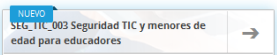 NUEVO
SEG_TIC_003 Seguridad TIC y menores de
edad para educadores